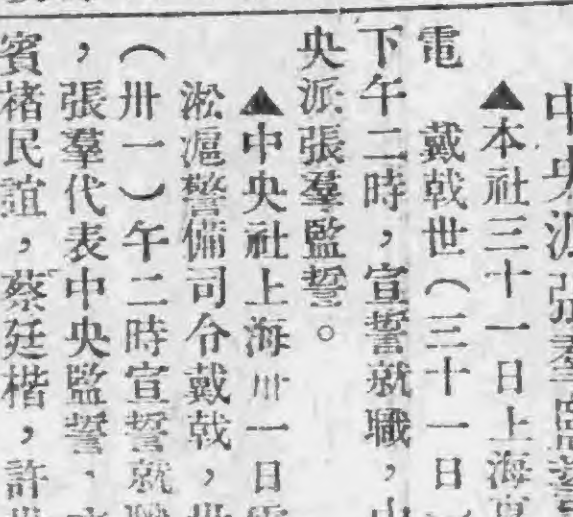 中央派張羣監誓
▲本社三十一日上海專
電　戴戟世（三十一日）
下午二時，宣誓就職，中
央派張羣監誓。
▲中央社上海卅一日電
淞滬警備司令戴戟，世
（卅一）午二時宣誓就職
，張羣代表中央監誓，
賓褚民誼，蔡廷楷，許世